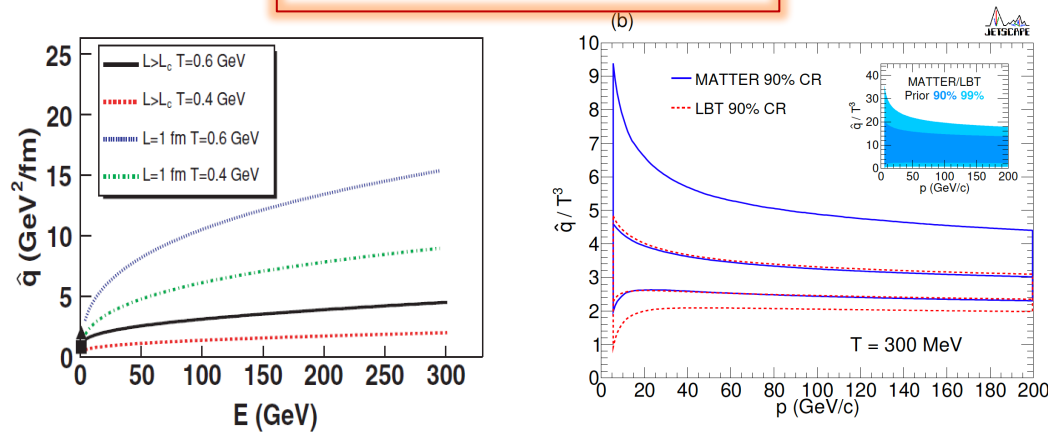 (b)
JETSCAPE
25
20
15
10
5
0
q̂ (GeV²/fm)
L>L_c T=0.6 GeV
L>L_c T=0.4 GeV
L=1 fm T=0.6 GeV
L=1 fm T=0.4 GeV
0 50 100 150 200 250 300
E (GeV)
10
9
8
7
6
5
4
3
2
1
0
q̂ / T³
MATTER 90% CR
LBT 90% CR
40
30
20
10
0
q̂ / T³
MATTER/LBT
Prior 90% 99%
0 50 100 150 200
p (GeV/c)
T = 300 MeV
0 20 40 60 80 100 120 140 160 180 200
p (GeV/c)